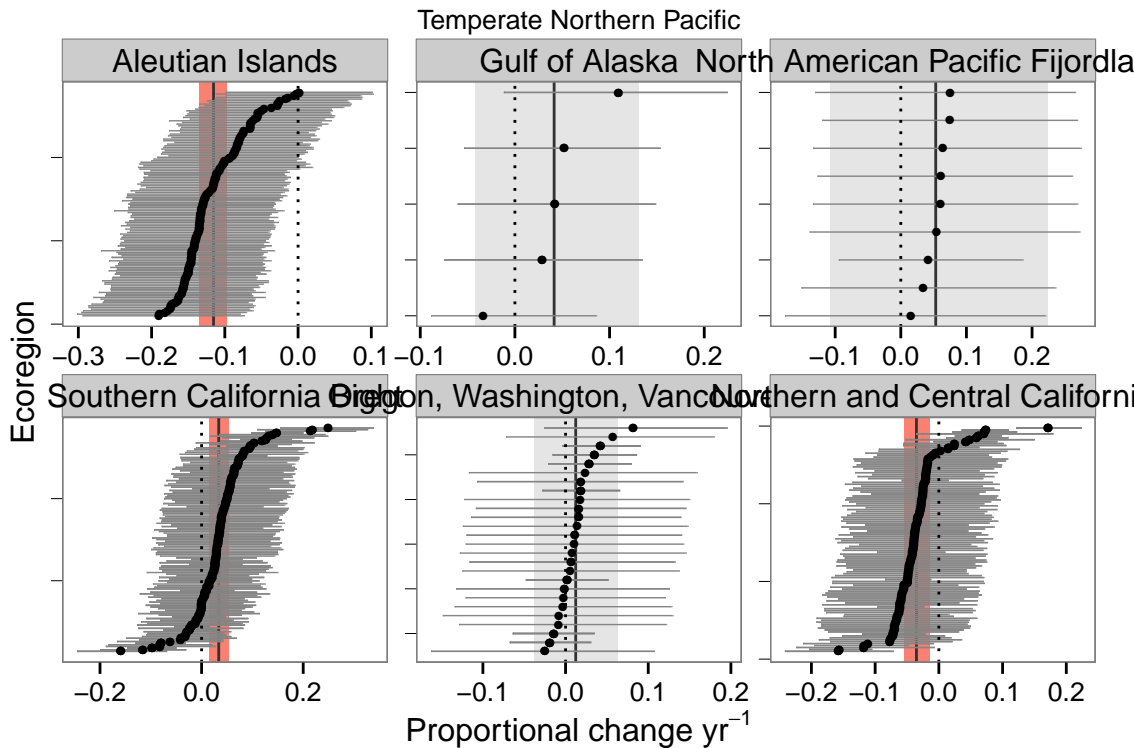 Temperate Northern Pacific
Aleutian Islands
Gulf of Alaska
North American Pacific Fijordla
−0.3 −0.2 −0.1 0.0 0.1
−0.1 0.0 0.1 0.2
−0.1 0.0 0.1 0.2
Ecoregion
Southern California Bight
Oregon, Washington, Vancouve
Northern and Central Californi
−0.2 0.0 0.2
−0.1 0.0 0.1 0.2
−0.2 −0.1 0.0 0.1 0.2
Proportional change yr−1